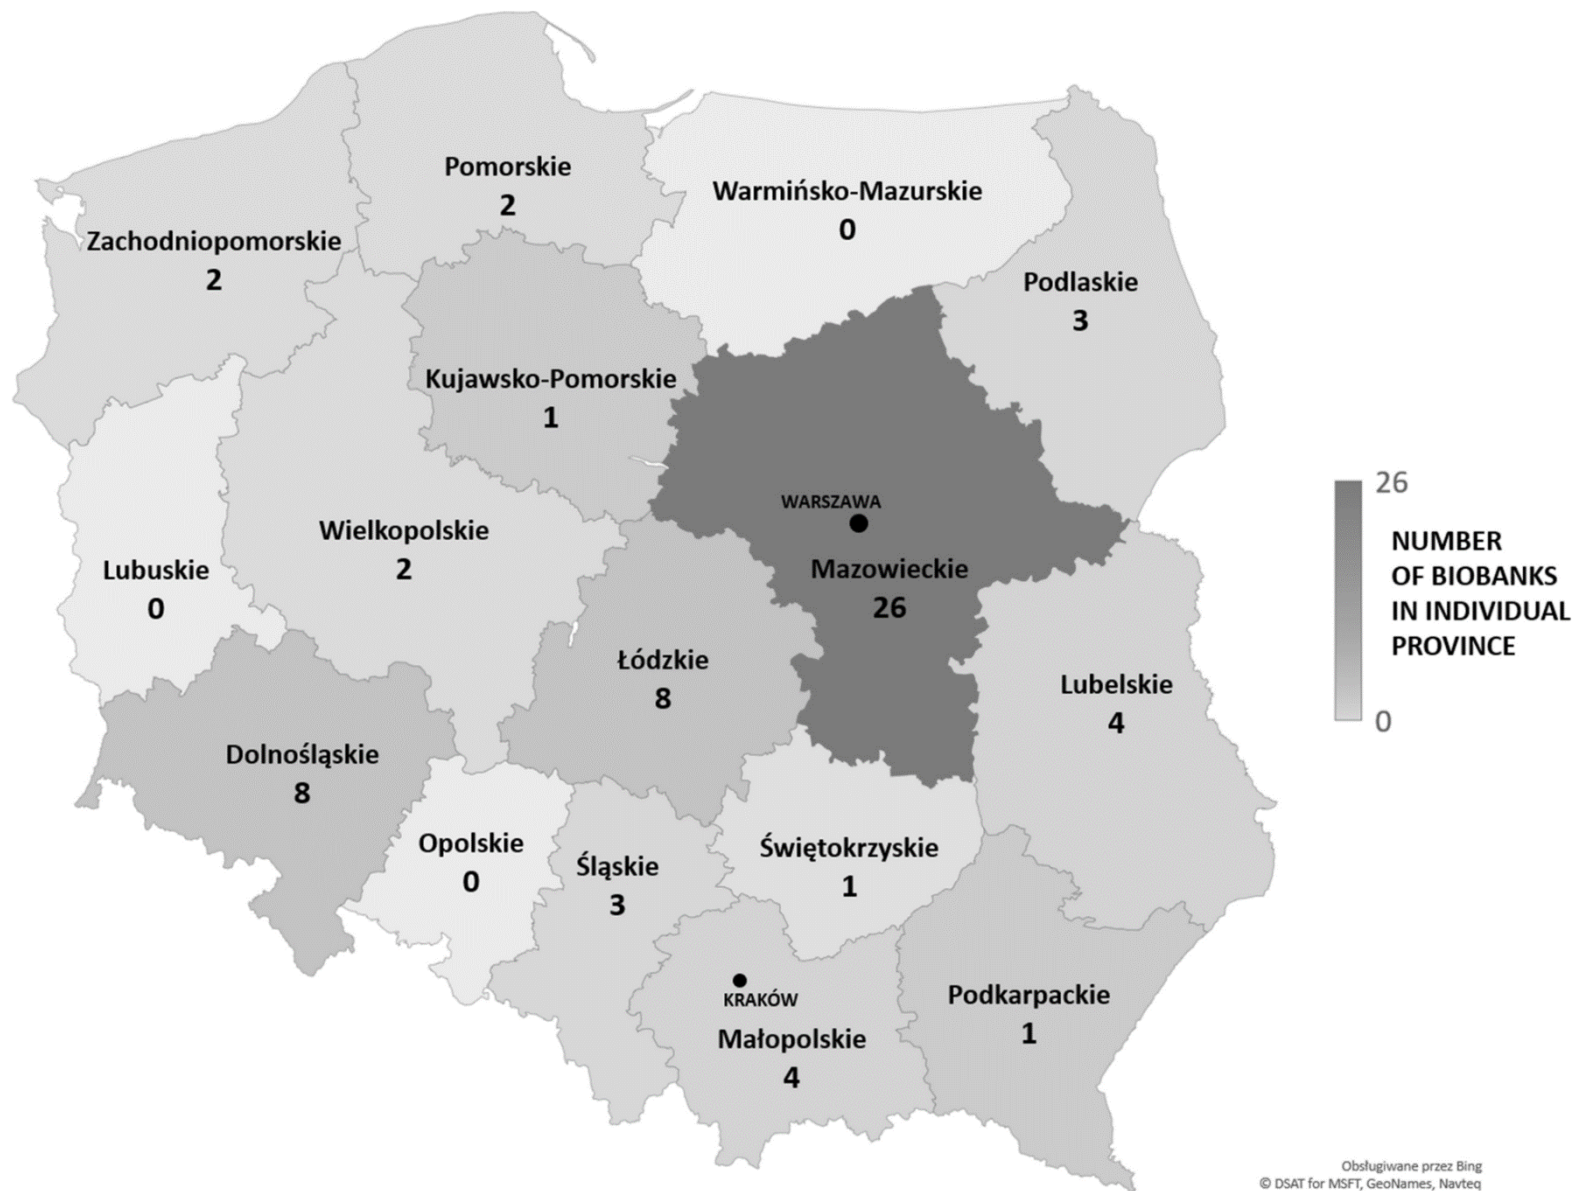 Pomorskie
2
Warmińsko-Mazurskie
0
Zachodniopomorskie
2
Podlaskie
3
Kujawsko-Pomorskie
1
26
WARSZAWA
Wielkopolskie
2
NUMBER
OF BIOBANKS
IN INDIVIDUAL
PROVINCE
Lubuskie
0
Mazowieckie
26
Łódzkie
8
Lubelskie
4
0
Dolnośląskie
8
Opolskie
0
Śląskie
3
Świętokrzyskie
1
KRAKÓW
Małopolskie
4
Podkarpackie
1
Obsługiwane przez Bing
© DSAT for MSFT, GeoNames, Navteq